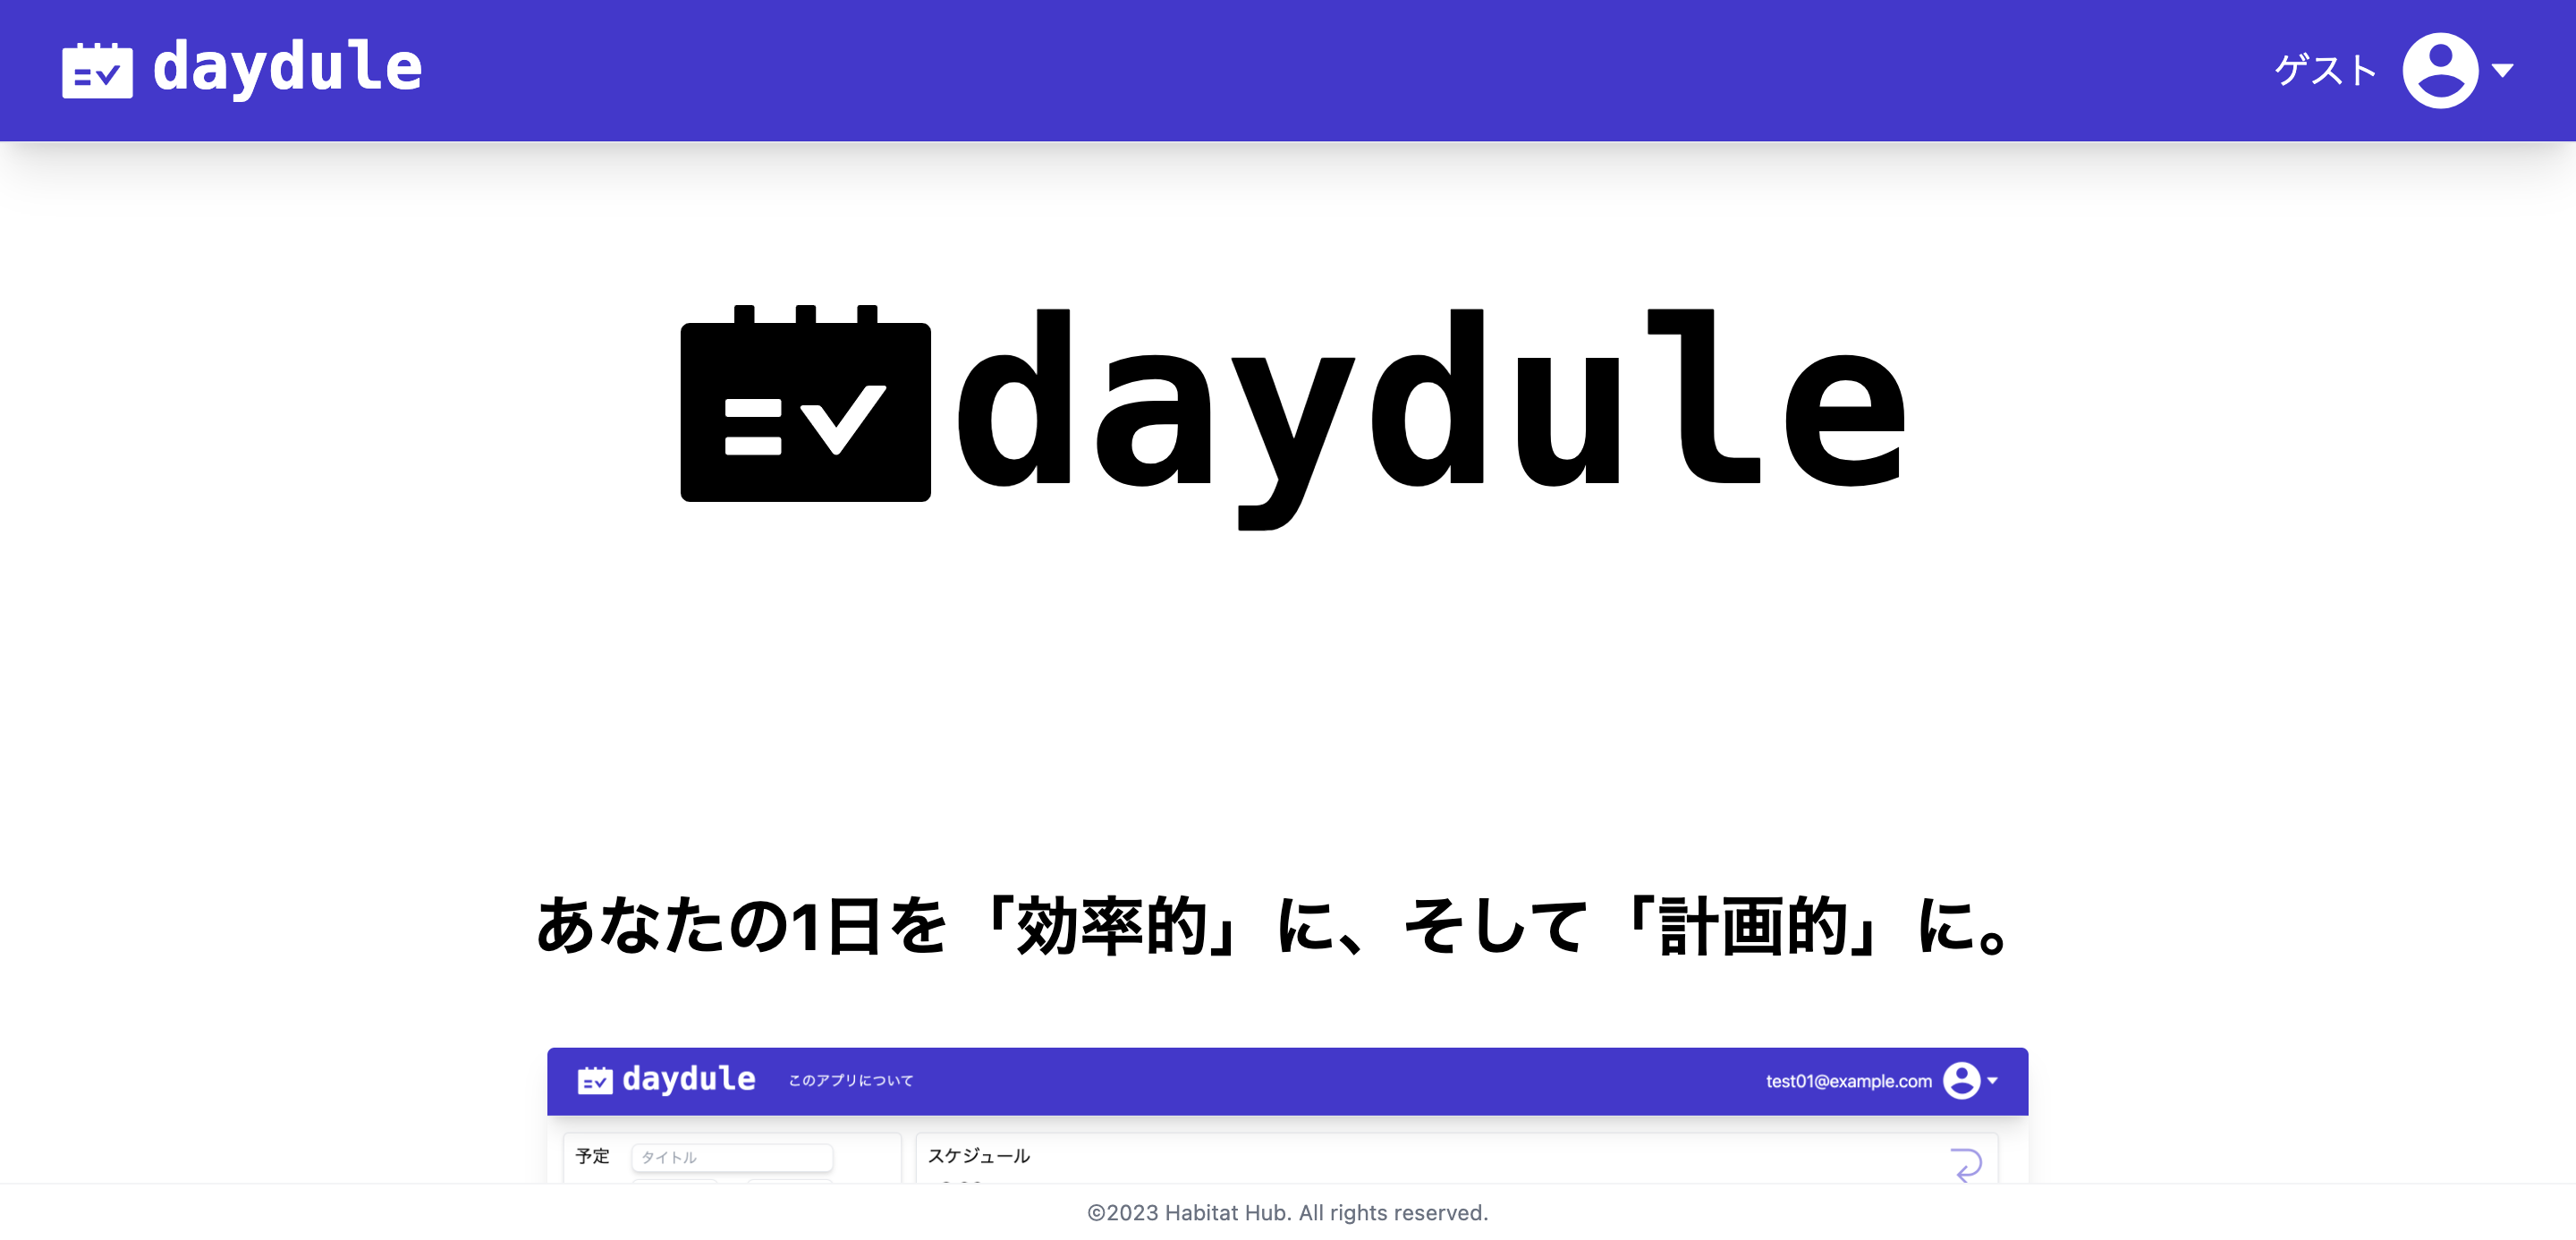 daydule
ゲスト
daydule
あなたの1日を「効率的」に、そして「計画的」に。
daydule
このアプリについて
test01@example.com
予定
タイトル
スケジュール
©2023 Habitat Hub. All rights reserved.